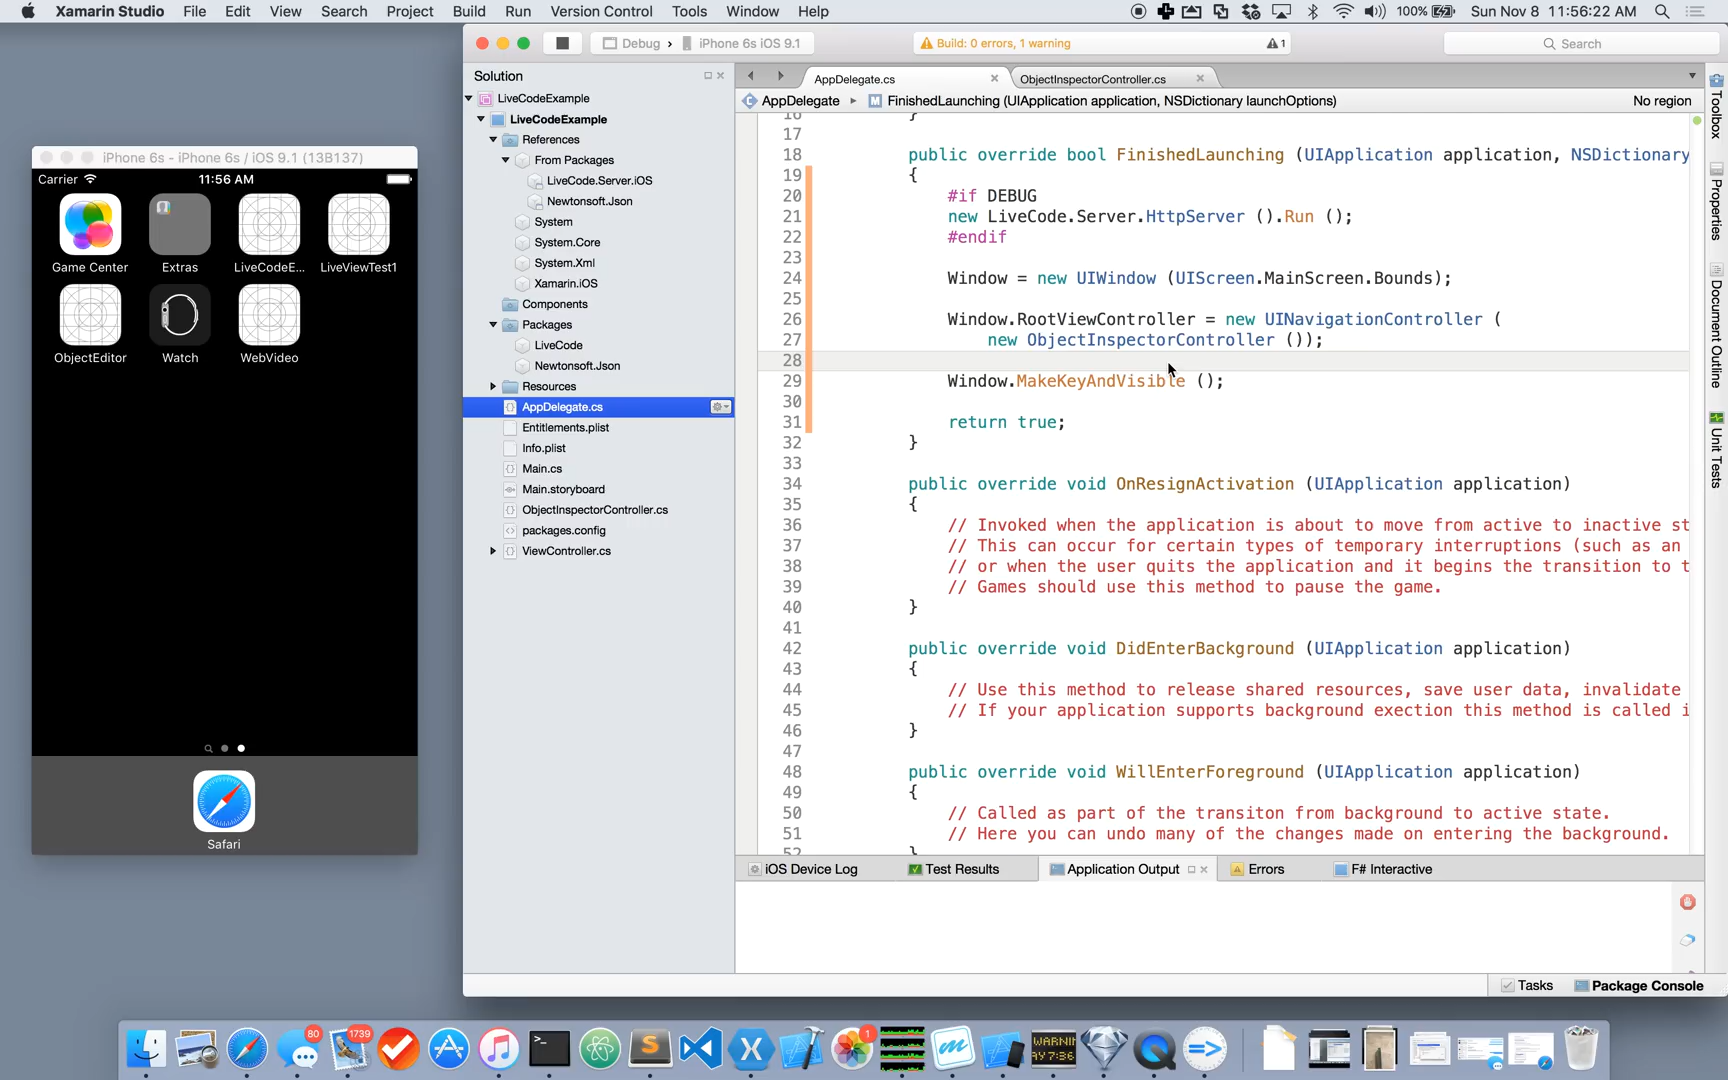 Xamarin Studio File Edit View Search Project Build Run Version Control Tools Window Help 100% Sun Nov 8 11:56:22 AM
Debug › iPhone 6s iOS 9.1 Build: 0 errors, 1 warning 1 Search
Solution
LiveCodeExample
LiveCodeExample
References
From Packages
LiveCode.Server.iOS
Newtonsoft.Json
System
System.Core
System.Xml
Xamarin.iOS
Components
Packages
LiveCode
Newtonsoft.Json
Resources
AppDelegate.cs
Entitlements.plist
Info.plist
Main.cs
Main.storyboard
ObjectInspectorController.cs
packages.config
ViewController.cs
iPhone 6s - iPhone 6s / iOS 9.1 (13B137)
Carrier 11:56 AM
Game Center Extras LiveCodeE... LiveViewTest1
ObjectEditor Watch WebVideo
Safari
AppDelegate.cs ObjectInspectorController.cs
AppDelegate FinishedLaunching (UIApplication application, NSDictionary launchOptions) No region
16 }
17
18 public override bool FinishedLaunching (UIApplication application, NSDictionary
19 {
20 #if DEBUG
21 new LiveCode.Server.HttpServer ().Run ();
22 #endif
23
24 Window = new UIWindow (UIScreen.MainScreen.Bounds);
25
26 Window.RootViewController = new UINavigationController (
27 new ObjectInspectorController ());
28
29 Window.MakeKeyAndVisible ();
30
31 return true;
32 }
33
34 public override void OnResignActivation (UIApplication application)
35 {
36 // Invoked when the application is about to move from active to inactive st
37 // This can occur for certain types of temporary interruptions (such as an
38 // or when the user quits the application and it begins the transition to t
39 // Games should use this method to pause the game.
40 }
41
42 public override void DidEnterBackground (UIApplication application)
43 {
44 // Use this method to release shared resources, save user data, invalidate
45 // If your application supports background exection this method is called i
46 }
47
48 public override void WillEnterForeground (UIApplication application)
49 {
50 // Called as part of the transiton from background to active state.
51 // Here you can undo many of the changes made on entering the background.
52 }
Toolbox
Properties
Document Outline
Unit Tests
iOS Device Log Test Results Application Output Errors F# Interactive
Tasks Package Console
80 1739 1
WARNIN
AY 7:36